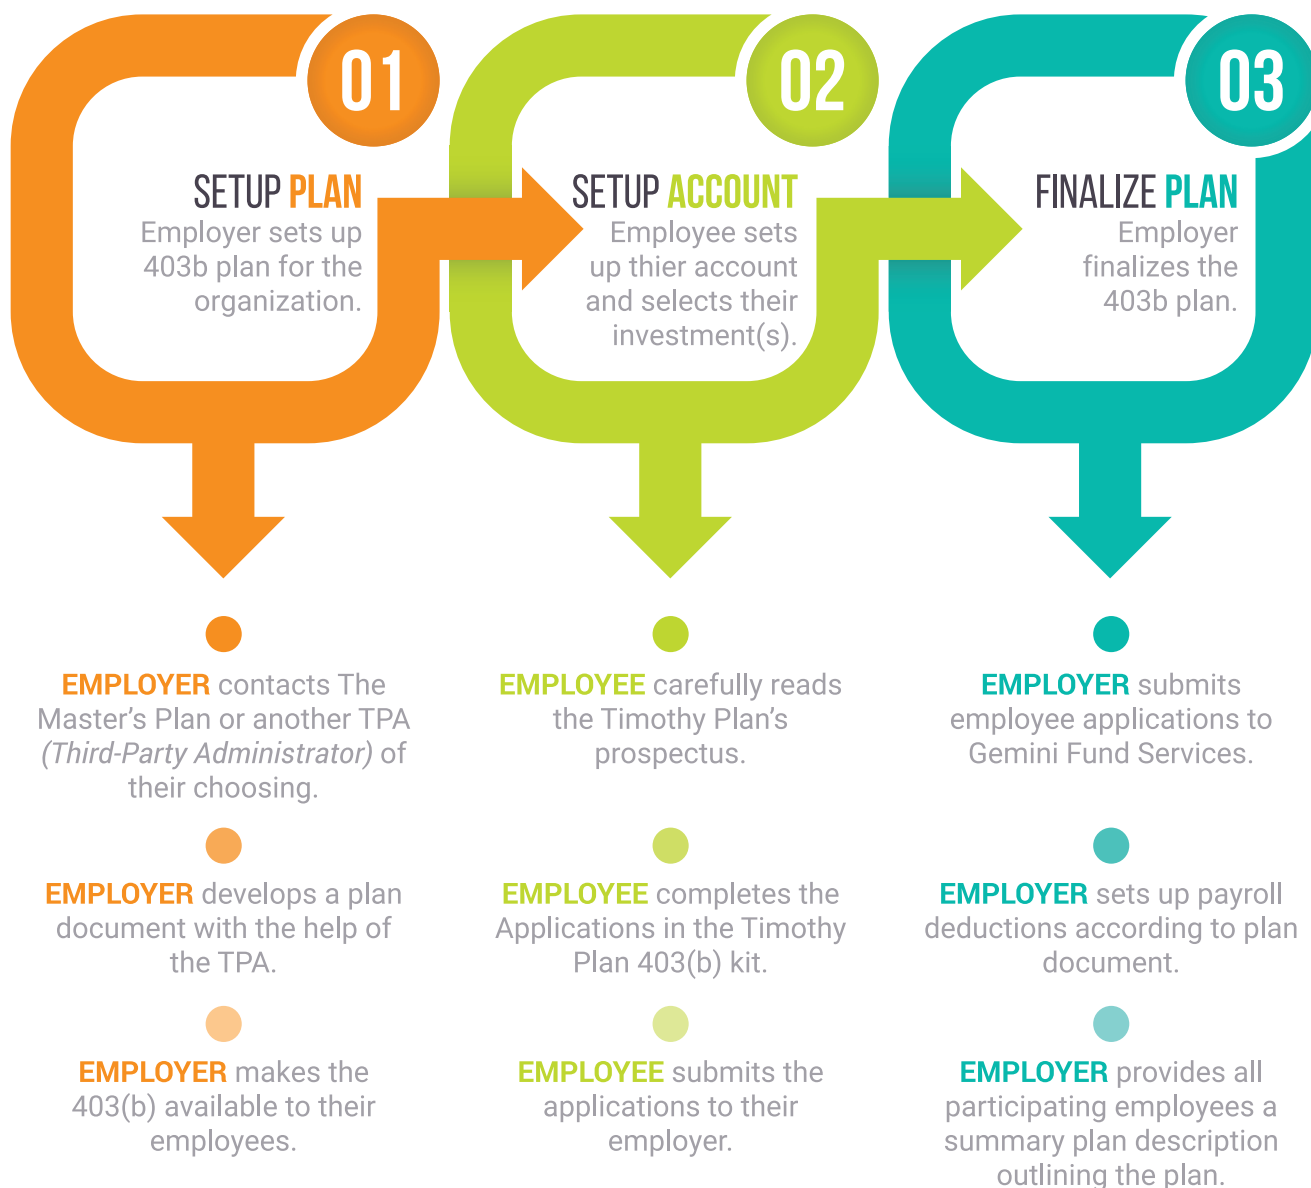 01
SETUP PLAN
Employer sets up
403b plan for the
organization.
02
SETUP ACCOUNT
Employee sets
up thier account
and selects their
investment(s).
03
FINALIZE PLAN
Employer
finalizes the
403b plan.
EMPLOYER contacts The
Master’s Plan or another TPA
(Third-Party Administrator) of
their choosing.
EMPLOYER develops a plan
document with the help of
the TPA.
EMPLOYER makes the
403(b) available to their
employees.
EMPLOYEE carefully reads
the Timothy Plan’s
prospectus.
EMPLOYEE completes the
Applications in the Timothy
Plan 403(b) kit.
EMPLOYEE submits the
applications to their
employer.
EMPLOYER submits
employee applications to
Gemini Fund Services.
EMPLOYER sets up payroll
deductions according to plan
document.
EMPLOYER provides all
participating employees a
summary plan description
outlining the plan.